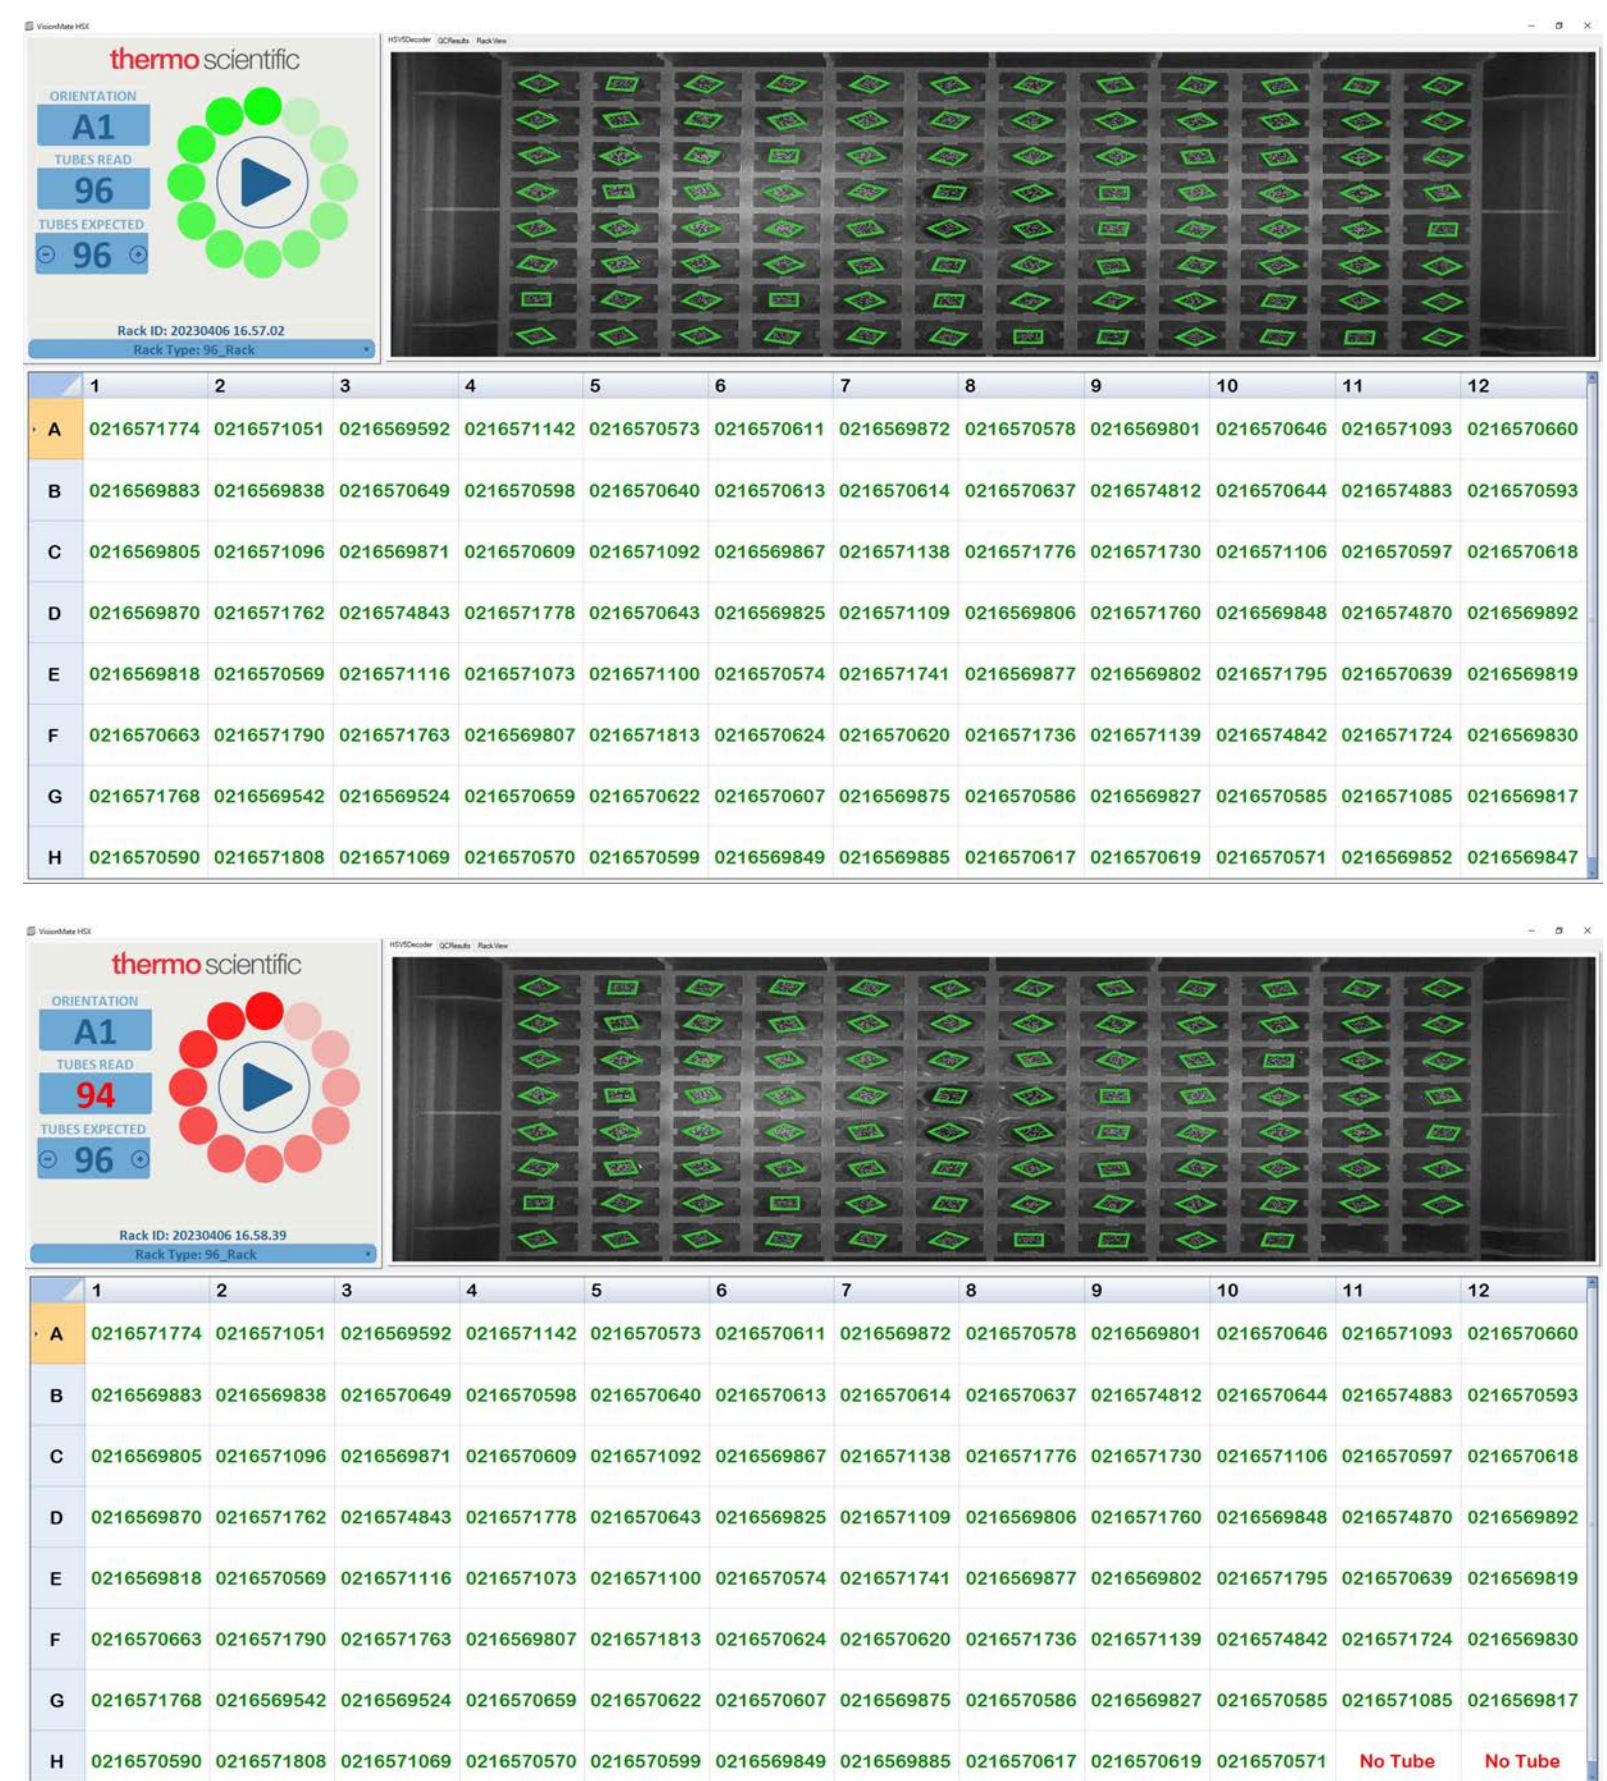 VisionMate HSX
thermo scientific
HSV5Decoder QCResults Rack View
ORIENTATION
A1
TUBES READ
96
TUBES EXPECTED
96
Rack ID: 20230406 16.57.02
Rack Type: 96_Rack
1 2 3 4 5 6 7 8 9 10 11 12
A 0216571774 0216571051 0216569592 0216571142 0216570573 0216570611 0216569872 0216570578 0216569801 0216570646 0216571093 0216570660
B 0216569883 0216569838 0216570649 0216570598 0216570640 0216570613 0216570614 0216570637 0216574812 0216570644 0216574883 0216570593
C 0216569805 0216571096 0216569871 0216570609 0216571092 0216569867 0216571138 0216571776 0216571730 0216571106 0216570597 0216570618
D 0216569870 0216571762 0216574843 0216571778 0216570643 0216569825 0216571109 0216569806 0216571760 0216569848 0216574870 0216569892
E 0216569818 0216570569 0216571116 0216571073 0216571100 0216570574 0216571741 0216569877 0216569802 0216571795 0216570639 0216569819
F 0216570663 0216571790 0216571763 0216569807 0216571813 0216570624 0216570620 0216571736 0216571139 0216574842 0216571724 0216569830
G 0216571768 0216569542 0216569524 0216570659 0216570622 0216570607 0216569875 0216570586 0216569827 0216570585 0216571085 0216569817
H 0216570590 0216571808 0216571069 0216570570 0216570599 0216569849 0216569885 0216570617 0216570619 0216570571 0216569852 0216569847
VisionMate HSX
thermo scientific
HSV5Decoder QCResults Rack View
ORIENTATION
A1
TUBES READ
94
TUBES EXPECTED
96
Rack ID: 20230406 16.58.39
Rack Type: 96_Rack
1 2 3 4 5 6 7 8 9 10 11 12
A 0216571774 0216571051 0216569592 0216571142 0216570573 0216570611 0216569872 0216570578 0216569801 0216570646 0216571093 0216570660
B 0216569883 0216569838 0216570649 0216570598 0216570640 0216570613 0216570614 0216570637 0216574812 0216570644 0216574883 0216570593
C 0216569805 0216571096 0216569871 0216570609 0216571092 0216569867 0216571138 0216571776 0216571730 0216571106 0216570597 0216570618
D 0216569870 0216571762 0216574843 0216571778 0216570643 0216569825 0216571109 0216569806 0216571760 0216569848 0216574870 0216569892
E 0216569818 0216570569 0216571116 0216571073 0216571100 0216570574 0216571741 0216569877 0216569802 0216571795 0216570639 0216569819
F 0216570663 0216571790 0216571763 0216569807 0216571813 0216570624 0216570620 0216571736 0216571139 0216574842 0216571724 0216569830
G 0216571768 0216569542 0216569524 0216570659 0216570622 0216570607 0216569875 0216570586 0216569827 0216570585 0216571085 0216569817
H 0216570590 0216571808 0216571069 0216570570 0216570599 0216569849 0216569885 0216570617 0216570619 0216570571 No Tube No Tube